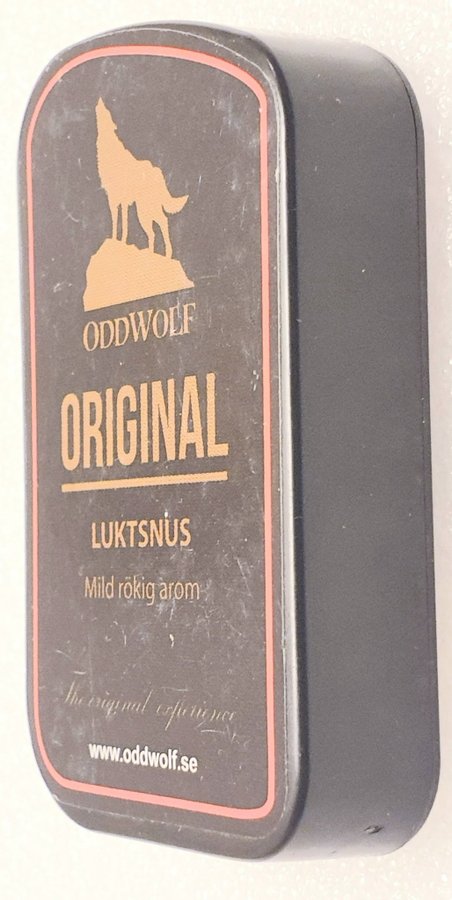 ODDWOLF
ORIGINAL
LUKTSNUS
Mild rökig arom
The original experience
www.oddwolf.se